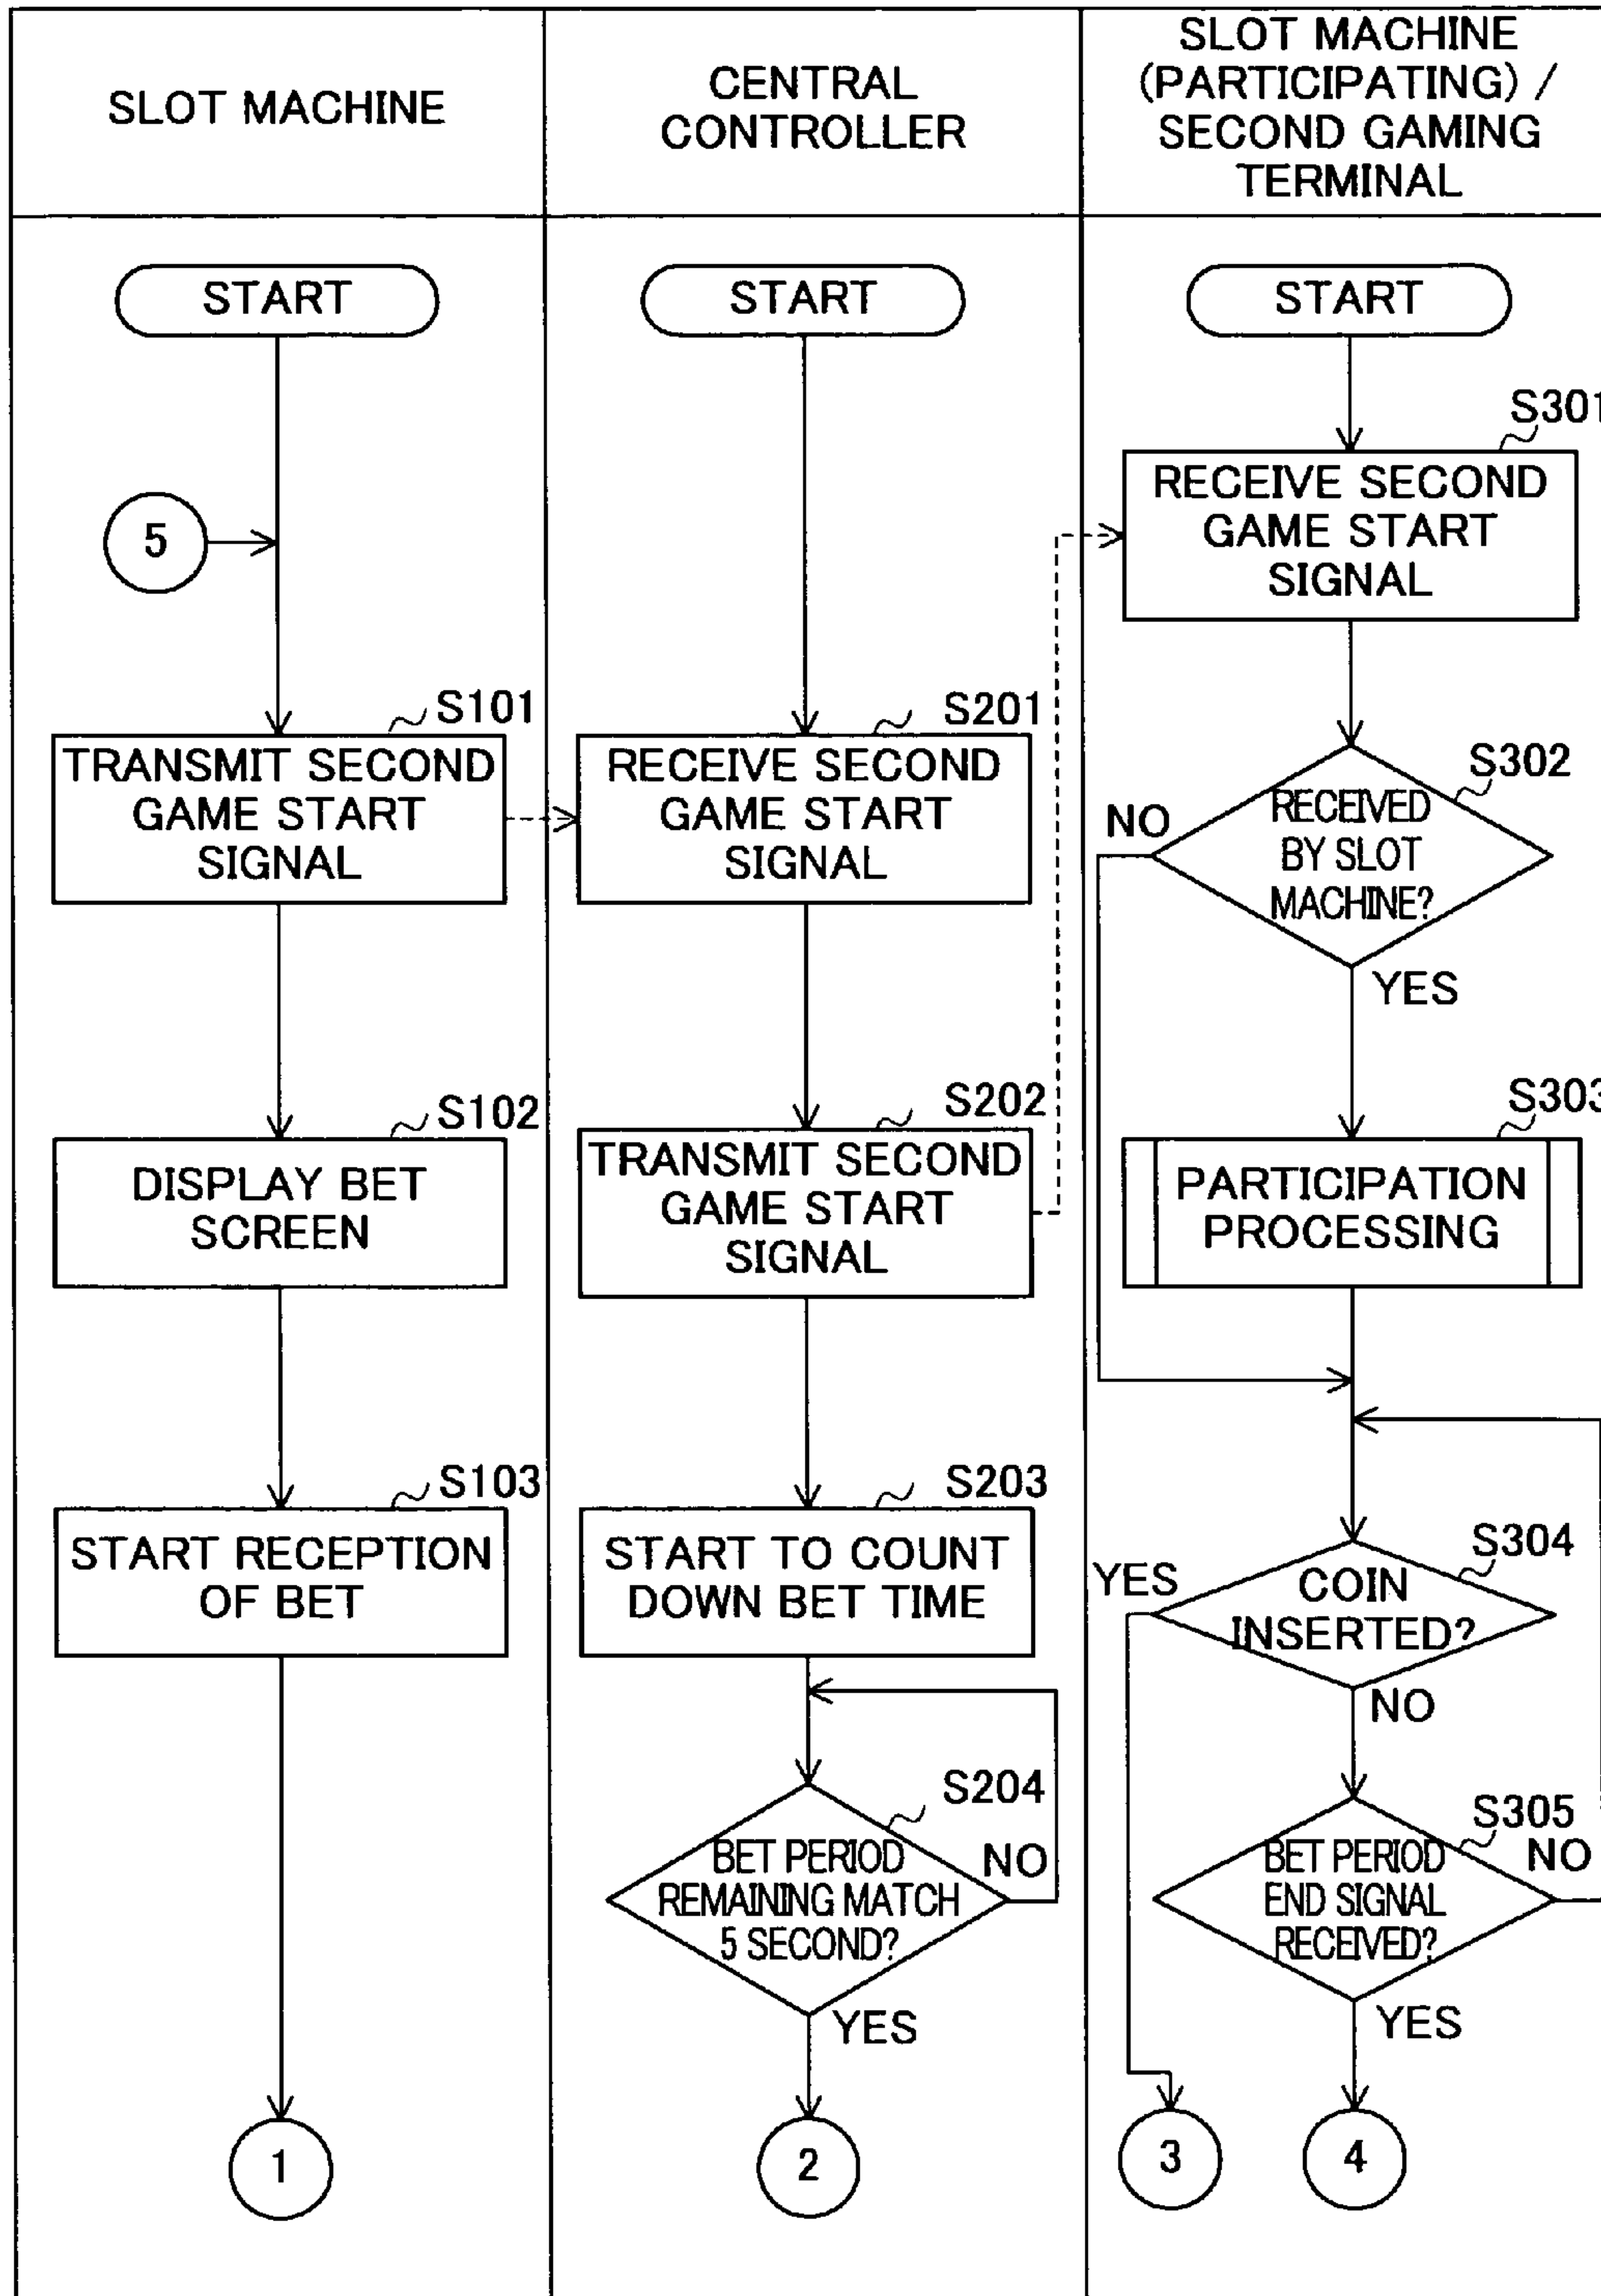 SLOT MACHINE
CENTRAL
CONTROLLER
SLOT MACHINE
(PARTICIPATING) /
SECOND GAMING
TERMINAL
START
START
START
S301
RECEIVE SECOND
GAME START
SIGNAL
5
S101
TRANSMIT SECOND
GAME START
SIGNAL
S201
RECEIVE SECOND
GAME START
SIGNAL
S302
RECEIVED
BY SLOT
MACHINE?
NO
YES
S102
DISPLAY BET
SCREEN
S202
TRANSMIT SECOND
GAME START
SIGNAL
S303
PARTICIPATION
PROCESSING
S103
START RECEPTION
OF BET
S203
START TO COUNT
DOWN BET TIME
S304
COIN
INSERTED?
YES
NO
S204
BET PERIOD
REMAINING MATCH
5 SECOND?
NO
YES
S305
BET PERIOD
END SIGNAL
RECEIVED?
NO
YES
1
2
3
4